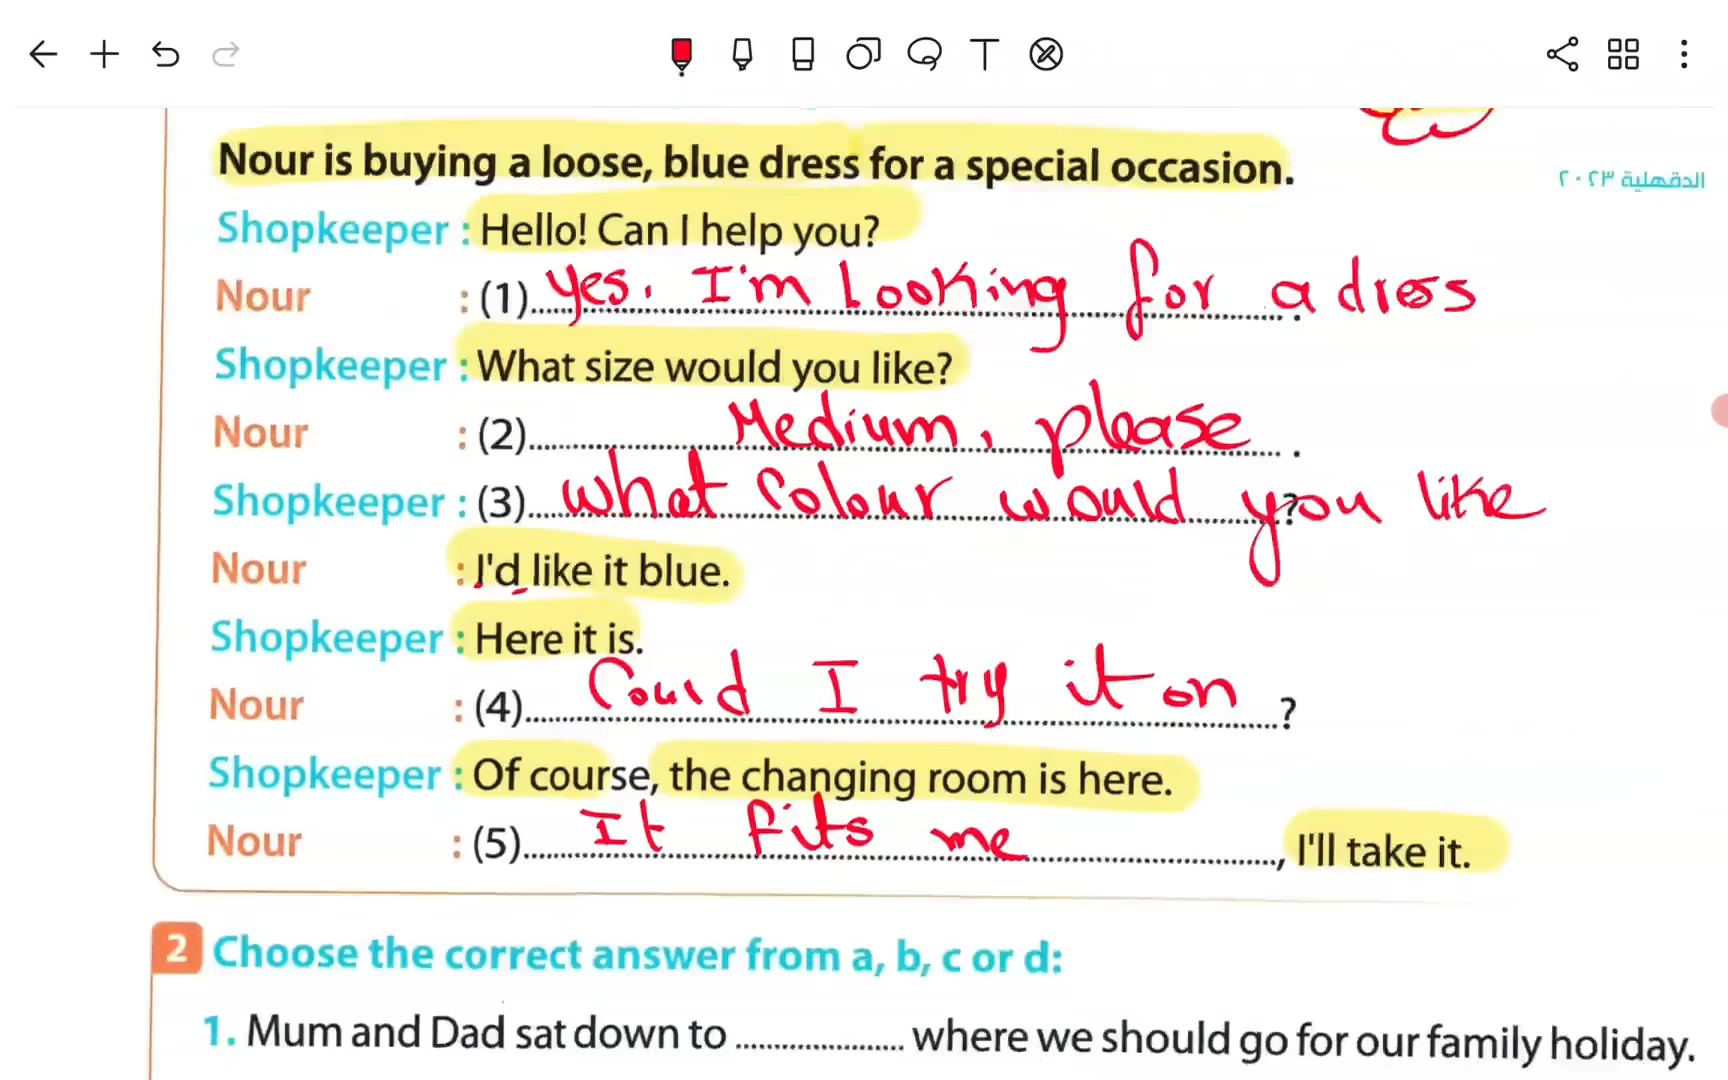 Nour is buying a loose, blue dress for a special occasion.
الدقهلية ٢٠٢٣
Shopkeeper : Hello! Can I help you?
Nour : (1) yes. I'm Looking for a dress .
Shopkeeper : What size would you like?
Nour : (2) Medium, please .
Shopkeeper : (3) what Colour would you like ?
Nour : I'd like it blue.
Shopkeeper : Here it is.
Nour : (4) Could I try it on ?
Shopkeeper : Of course, the changing room is here.
Nour : (5) It fits me , I'll take it.
2 Choose the correct answer from a, b, c or d:
1. Mum and Dad sat down to .................... where we should go for our family holiday.